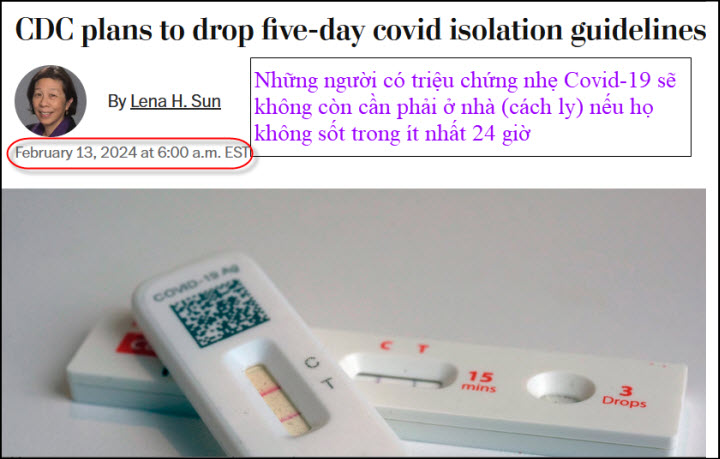 CDC plans to drop five-day covid isolation guidelines
By Lena H. Sun
February 13, 2024 at 6:00 a.m. EST
Những người có triệu chứng nhẹ Covid-19 sẽ
không còn cần phải ở nhà (cách ly) nếu họ
không sốt trong ít nhất 24 giờ
COVID-19 Ag
C
T
C T
15
mins
3
Drops